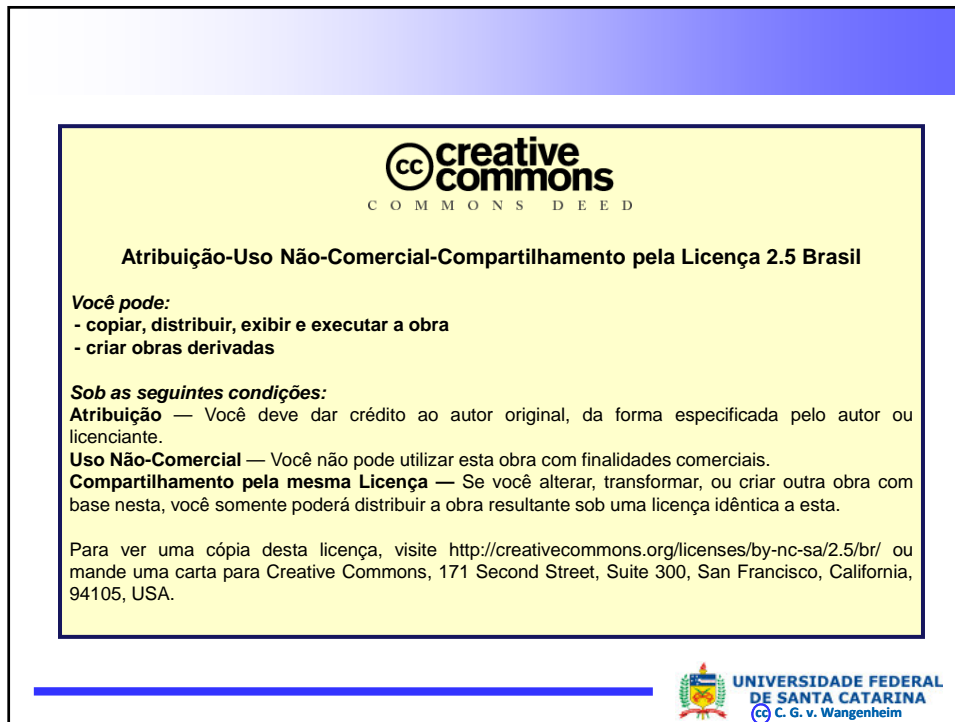 cc creative
commons
COMMONS DEED
Atribuição-Uso Não-Comercial-Compartilhamento pela Licença 2.5 Brasil
Você pode:
- copiar, distribuir, exibir e executar a obra
- criar obras derivadas
Sob as seguintes condições:
Atribuição — Você deve dar crédito ao autor original, da forma especificada pelo autor ou
licenciante.
Uso Não-Comercial — Você não pode utilizar esta obra com finalidades comerciais.
Compartilhamento pela mesma Licença — Se você alterar, transformar, ou criar outra obra com
base nesta, você somente poderá distribuir a obra resultante sob uma licença idêntica a esta.
Para ver uma cópia desta licença, visite http://creativecommons.org/licenses/by-nc-sa/2.5/br/ ou
mande uma carta para Creative Commons, 171 Second Street, Suite 300, San Francisco, California,
94105, USA.
UNIVERSIDADE FEDERAL
DE SANTA CATARINA
cc C. G. v. Wangenheim